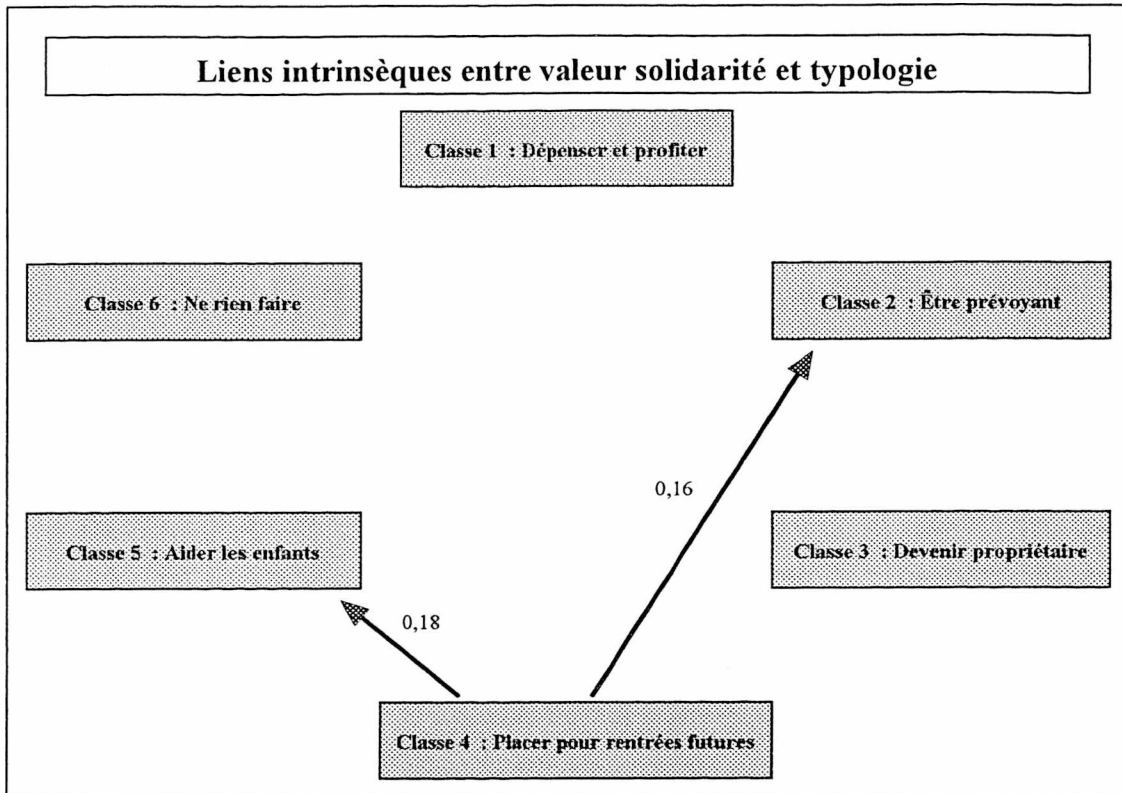 Liens intrinsèques entre valeur solidarité et typologie
Classe 1 : Dépenser et profiter
Classe 6 : Ne rien faire
Classe 2 : Être prévoyant
0,16
Classe 5 : Aider les enfants
Classe 3 : Devenir propriétaire
0,18
Classe 4 : Placer pour rentrées futures